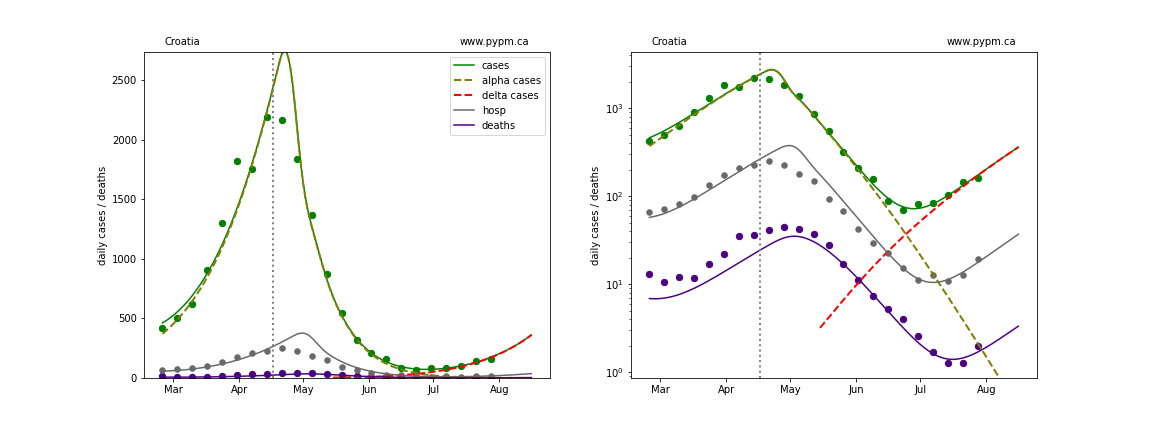 Croatia www.pypm.ca
daily cases / deaths
2500
2000
1500
1000
500
0
Mar Apr May Jun Jul Aug
cases
alpha cases
delta cases
hosp
deaths
Croatia www.pypm.ca
daily cases / deaths
10³
10²
10¹
10⁰
Mar Apr May Jun Jul Aug